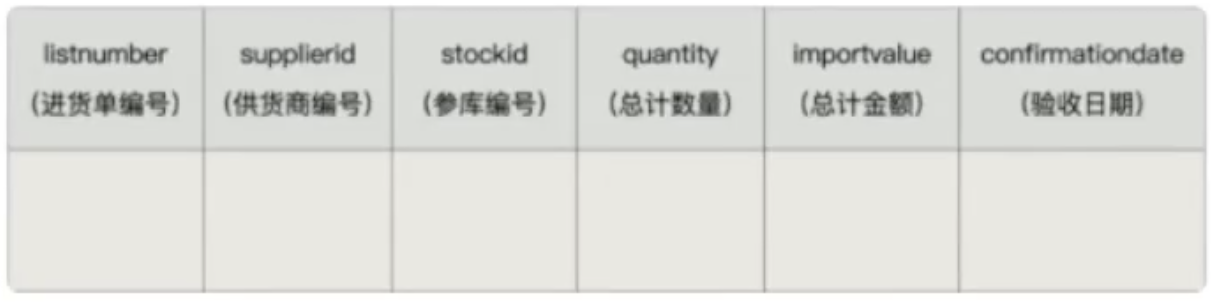 listnumber supplierid stockid quantity importvalue confirmationdate
（进货单编号） （供货商编号） （参库编号） （总计数量） （总计金额） （验收日期）